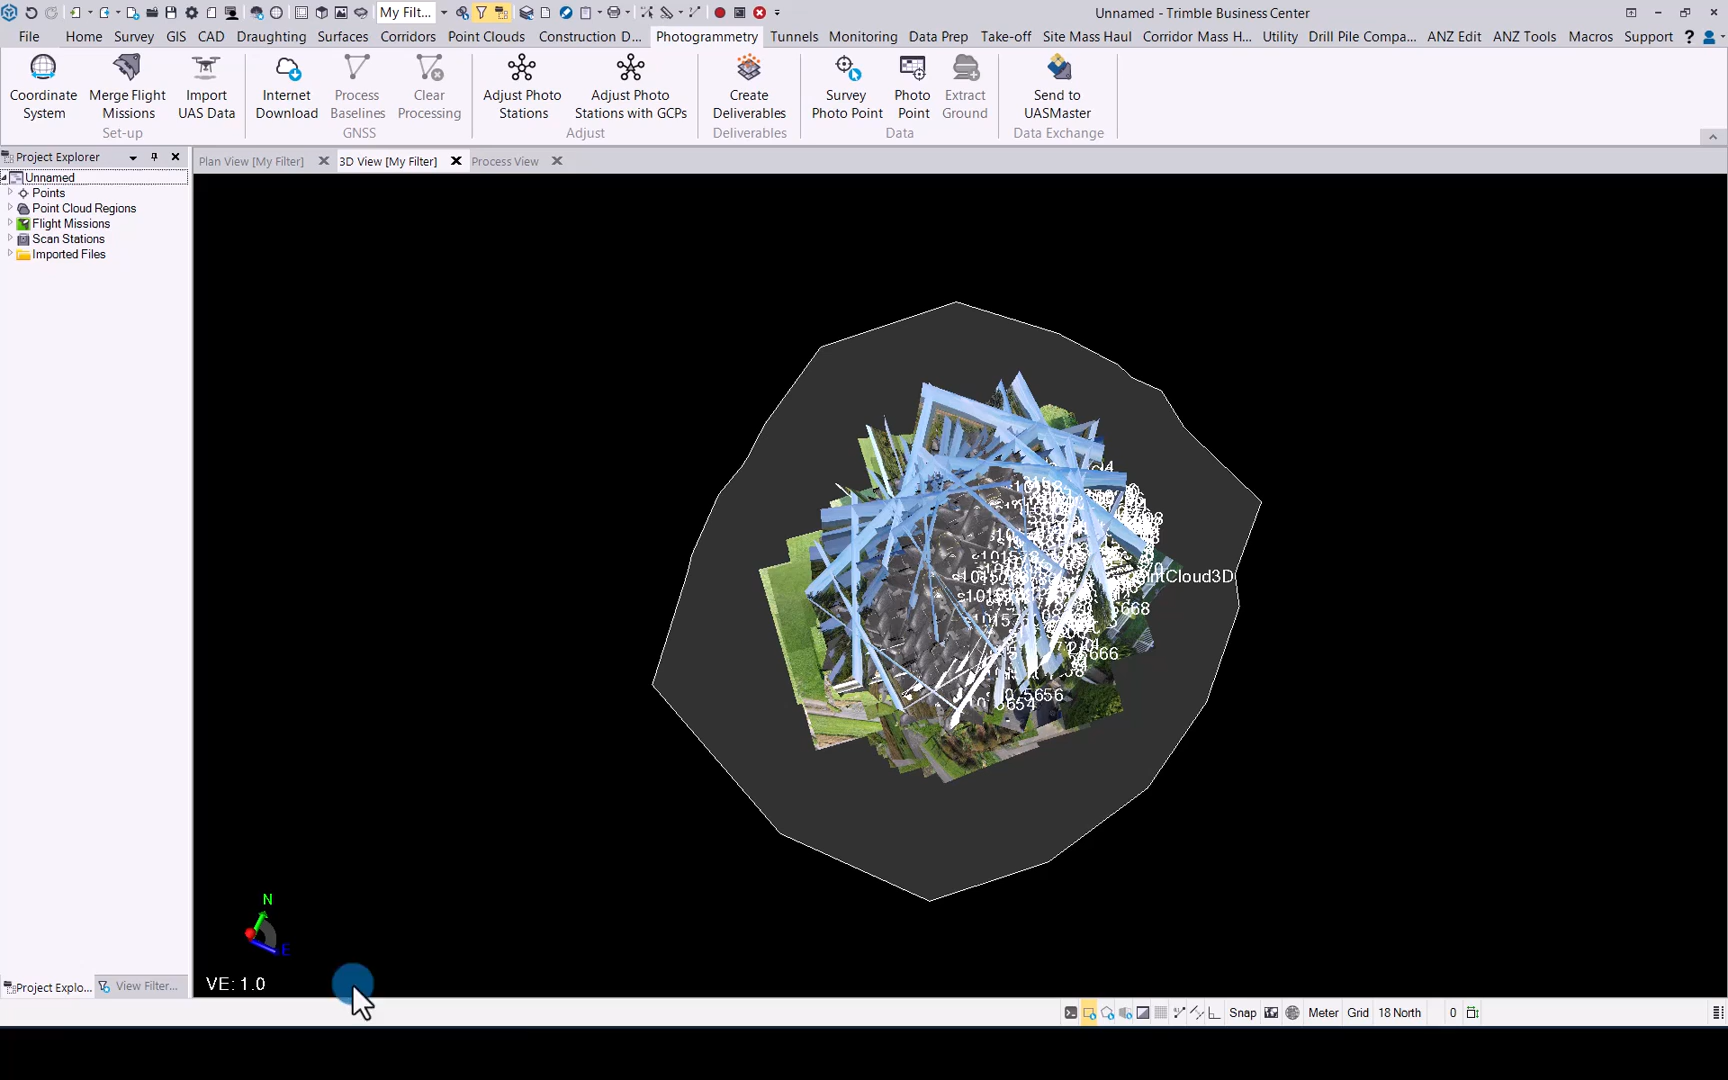 My Filt...
Unnamed - Trimble Business Center
File Home Survey GIS CAD Draughting Surfaces Corridors Point Clouds Construction D... Photogrammetry Tunnels Monitoring Data Prep Take-off Site Mass Haul Corridor Mass H... Utility Drill Pile Compa... ANZ Edit ANZ Tools Macros Support ?
Coordinate System
Merge Flight Missions
Import UAS Data
Internet Download
Process Baselines
Clear Processing
Adjust Photo Stations
Adjust Photo Stations with GCPs
Create Deliverables
Survey Photo Point
Photo Point
Extract Ground
Send to UASMaster
Set-up GNSS Adjust Deliverables Data Data Exchange
Project Explorer
Plan View [My Filter] 3D View [My Filter] Process View
Unnamed
Points
Point Cloud Regions
Flight Missions
Scan Stations
Imported Files
5668
5666
5656
5654
N
E
VE: 1.0
Project Explo... View Filter...
Snap Meter Grid 18 North 0